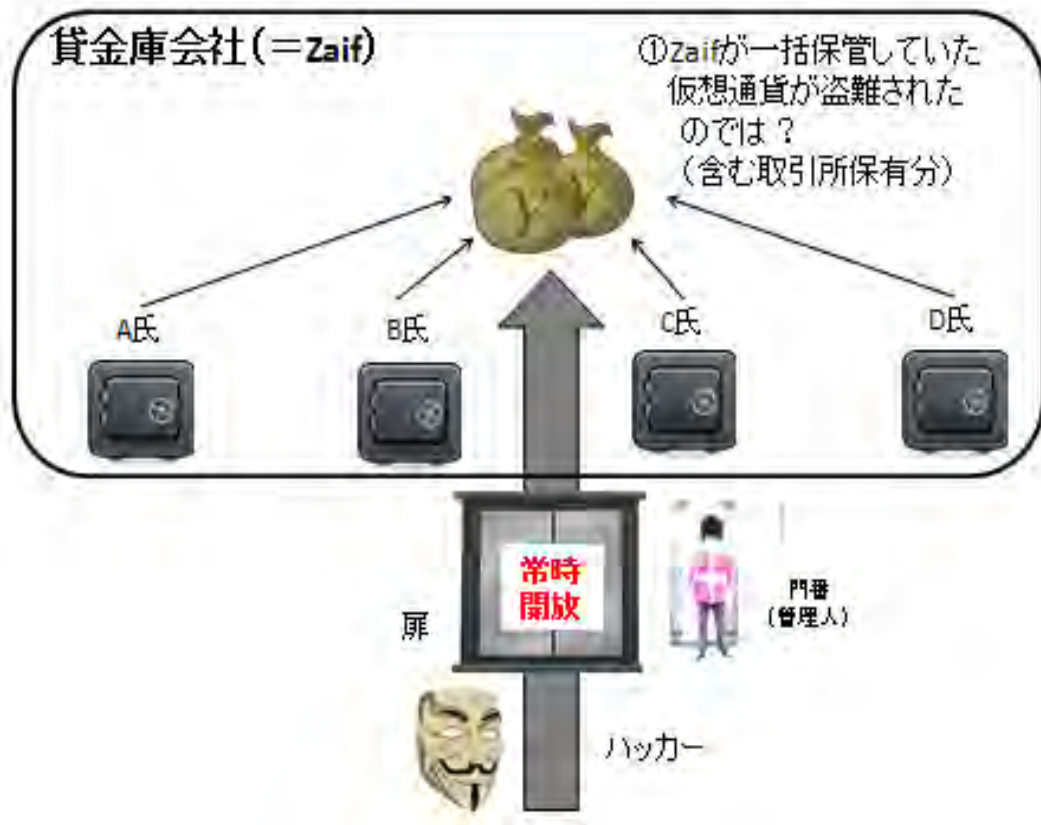 貸金庫会社(=Zaif)
①Zaifが一括保管していた
仮想通貨が盗難された
のでは?
(含む取引所保有分)
A氏
B氏
C氏
D氏
常時
開放
扉
門番
(管理人)
ハッカー